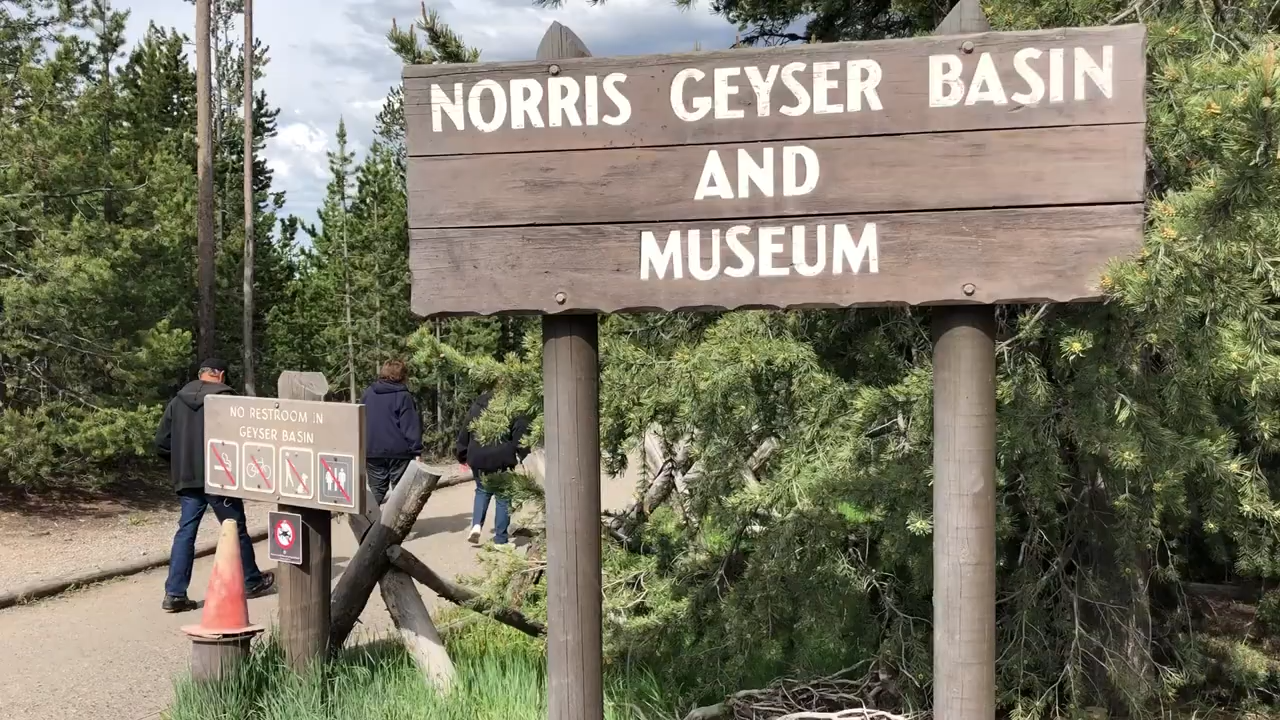 NORRIS GEYSER BASIN
AND
MUSEUM
NO RESTROOM IN
GEYSER BASIN